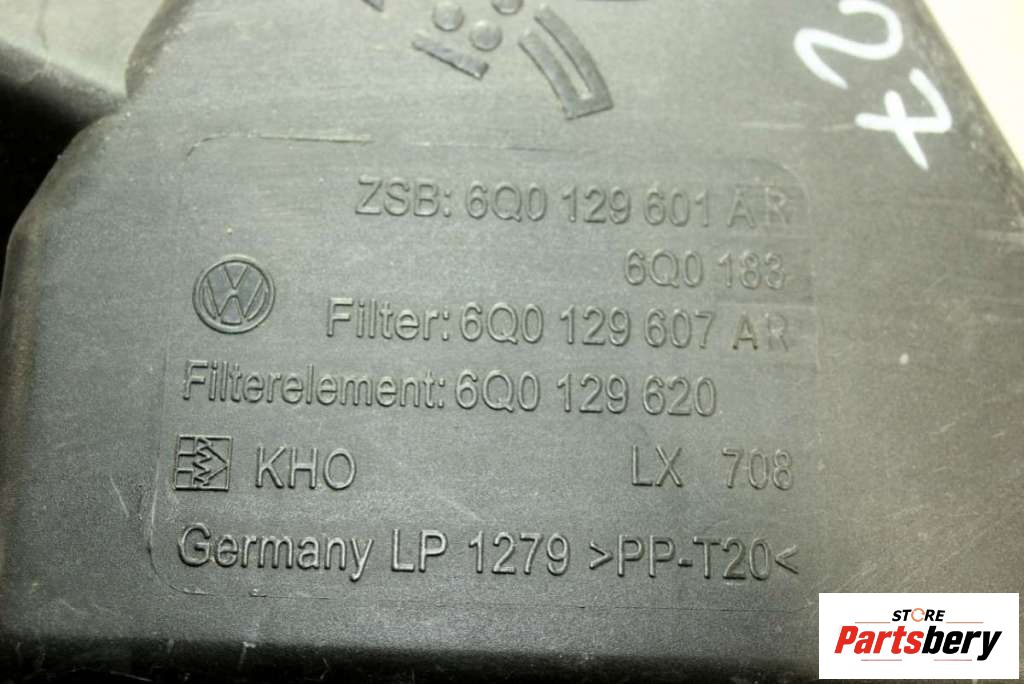 27
ZSB: 6Q0 129 601 AR
6Q0 183
Filter: 6Q0 129 607 AR
Filterelement: 6Q0 129 620
KHO LX 708
Germany LP 1279 >PP-T20<
STORE
Partsbery